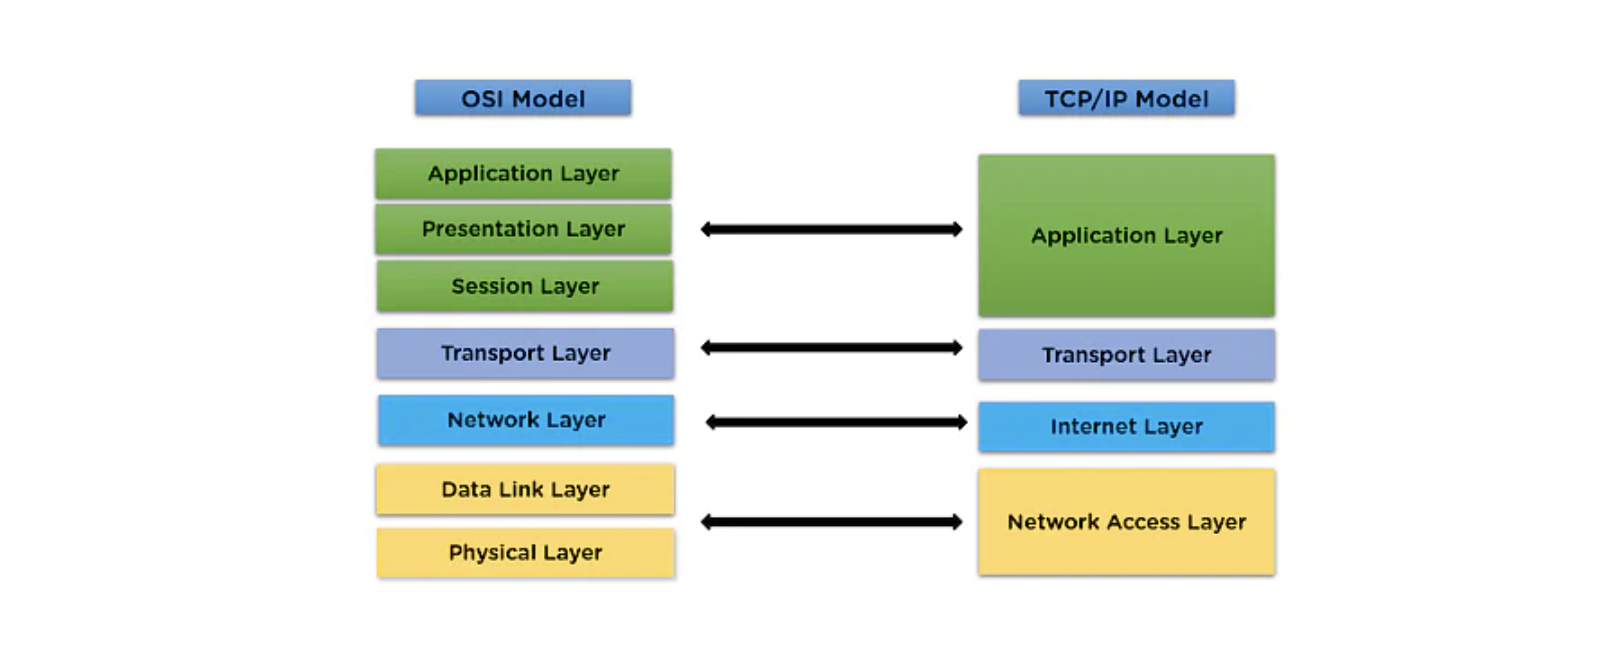 OSI Model
Application Layer
Presentation Layer
Session Layer
Transport Layer
Network Layer
Data Link Layer
Physical Layer
TCP/IP Model
Application Layer
Transport Layer
Internet Layer
Network Access Layer